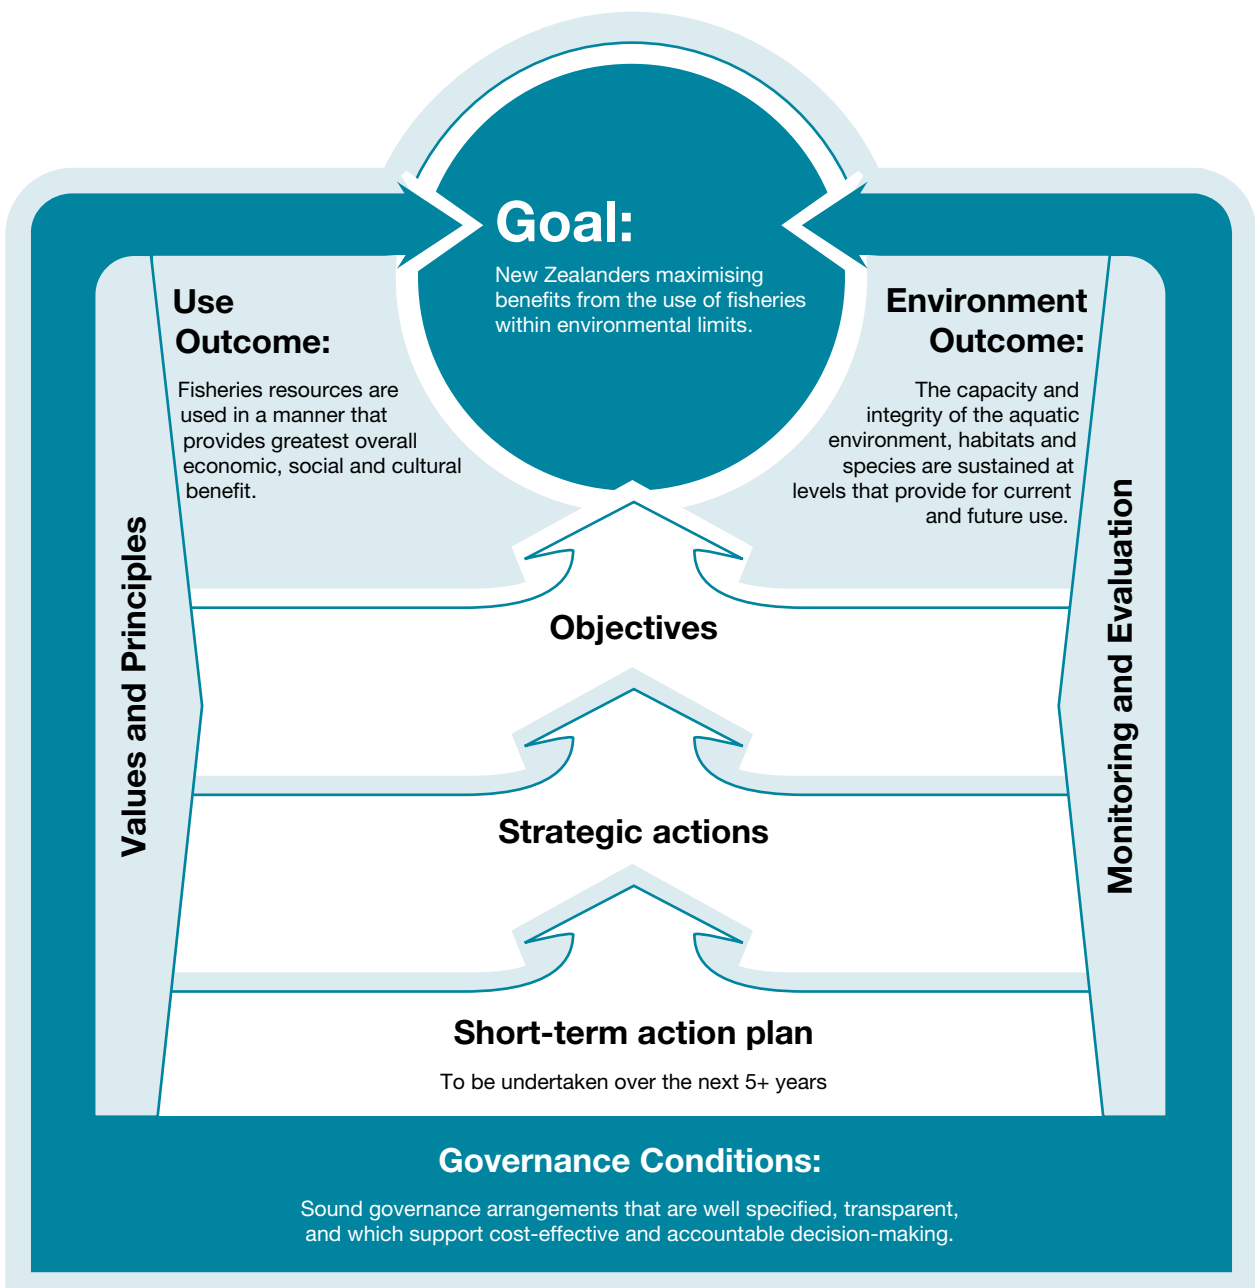 Goal:
New Zealanders maximising
benefits from the use of fisheries
within environmental limits.
Use
Outcome:
Fisheries resources are
used in a manner that
provides greatest overall
economic, social and cultural
benefit.
Environment
Outcome:
The capacity and
integrity of the aquatic
environment, habitats and
species are sustained at
levels that provide for current
and future use.
Values and Principles
Monitoring and Evaluation
Objectives
Strategic actions
Short-term action plan
To be undertaken over the next 5+ years
Governance Conditions:
Sound governance arrangements that are well specified, transparent,
and which support cost-effective and accountable decision-making.